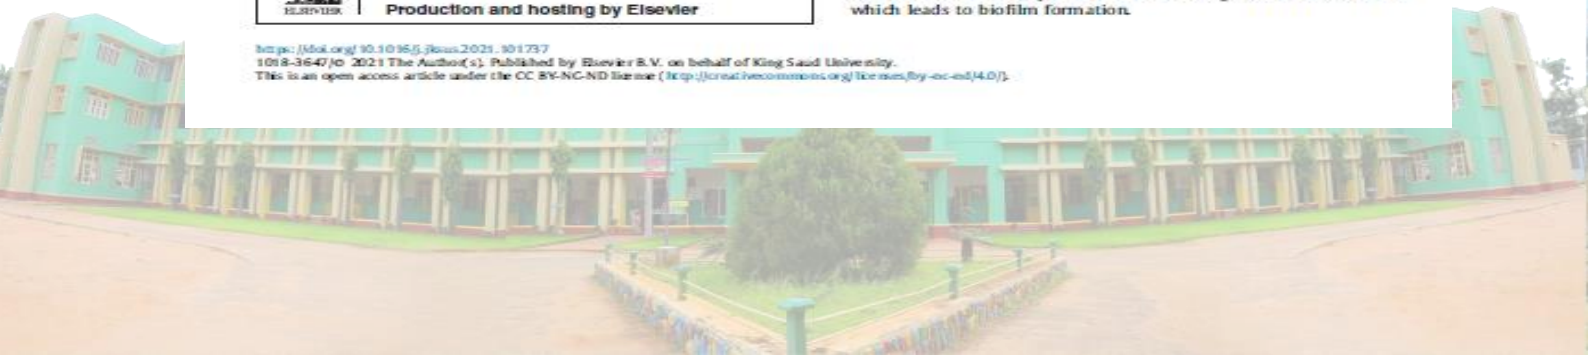 ELSEVIER
Production and hosting by Elsevier
which leads to biofilm formation.
https://doi.org/10.1016/j.jksus.2021.101737
1018-3647/© 2021 The Author(s). Published by Elsevier B.V. on behalf of King Saud University.
This is an open access article under the CC BY-NC-ND license (http://creativecommons.org/licenses/by-nc-nd/4.0/).